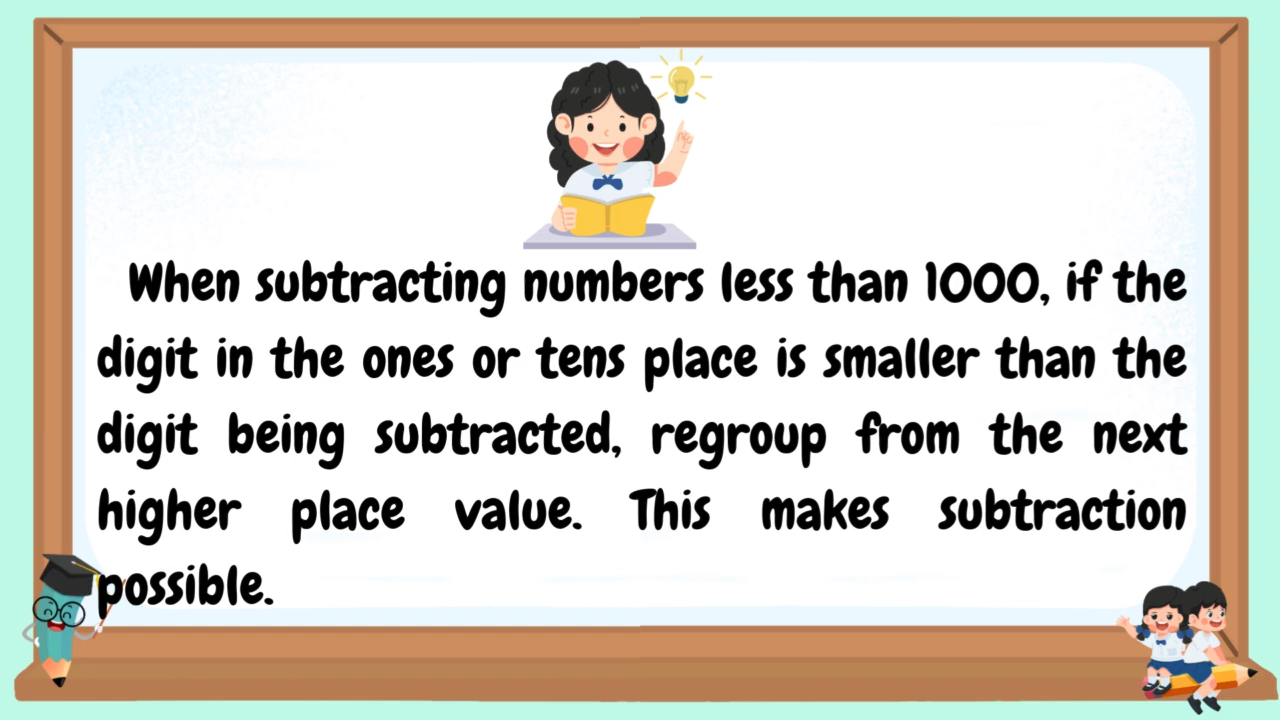 When subtracting numbers less than 1000, if the
digit in the ones or tens place is smaller than the
digit being subtracted, regroup from the next
higher place value. This makes subtraction
possible.